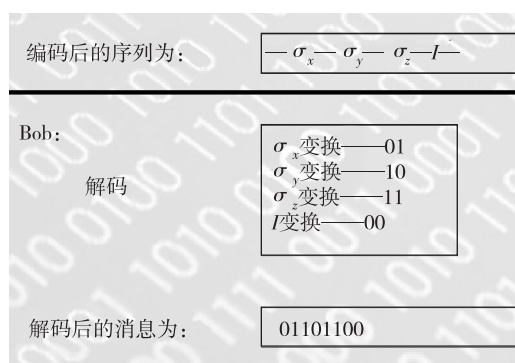 编码后的序列为: — σx — σy — σz —I—
Bob:
解码
σx变换——01
σy变换——10
σz变换——11
I变换——00
解码后的消息为: 01101100